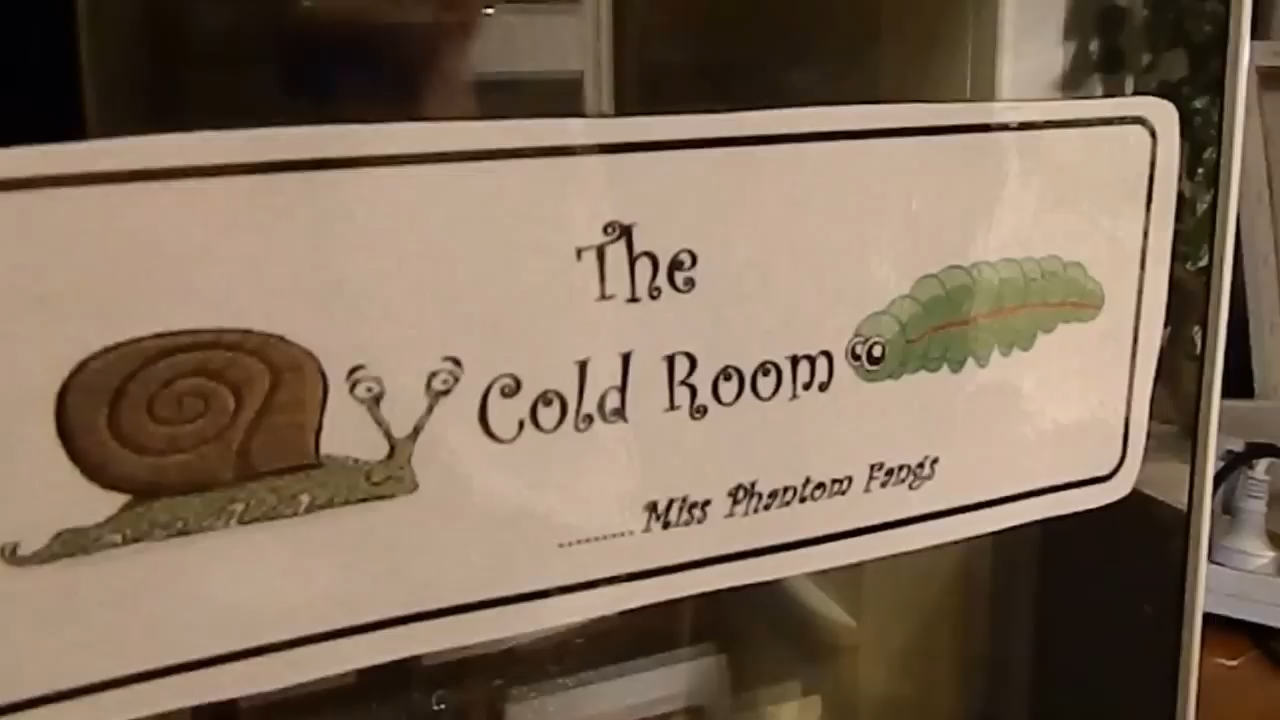 The
Cold Room
......... Miss Phantom Fangs